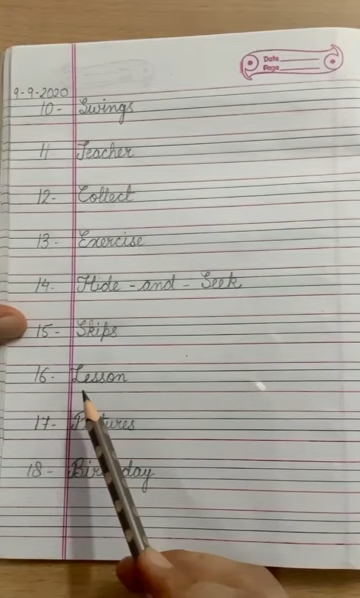 Date
Page
9-9-2020
10- Swings
11 Teacher
12- Collect
13- Exercise
14- Hide-and-Seek
15- Skips
16- Lesson
17-
18-